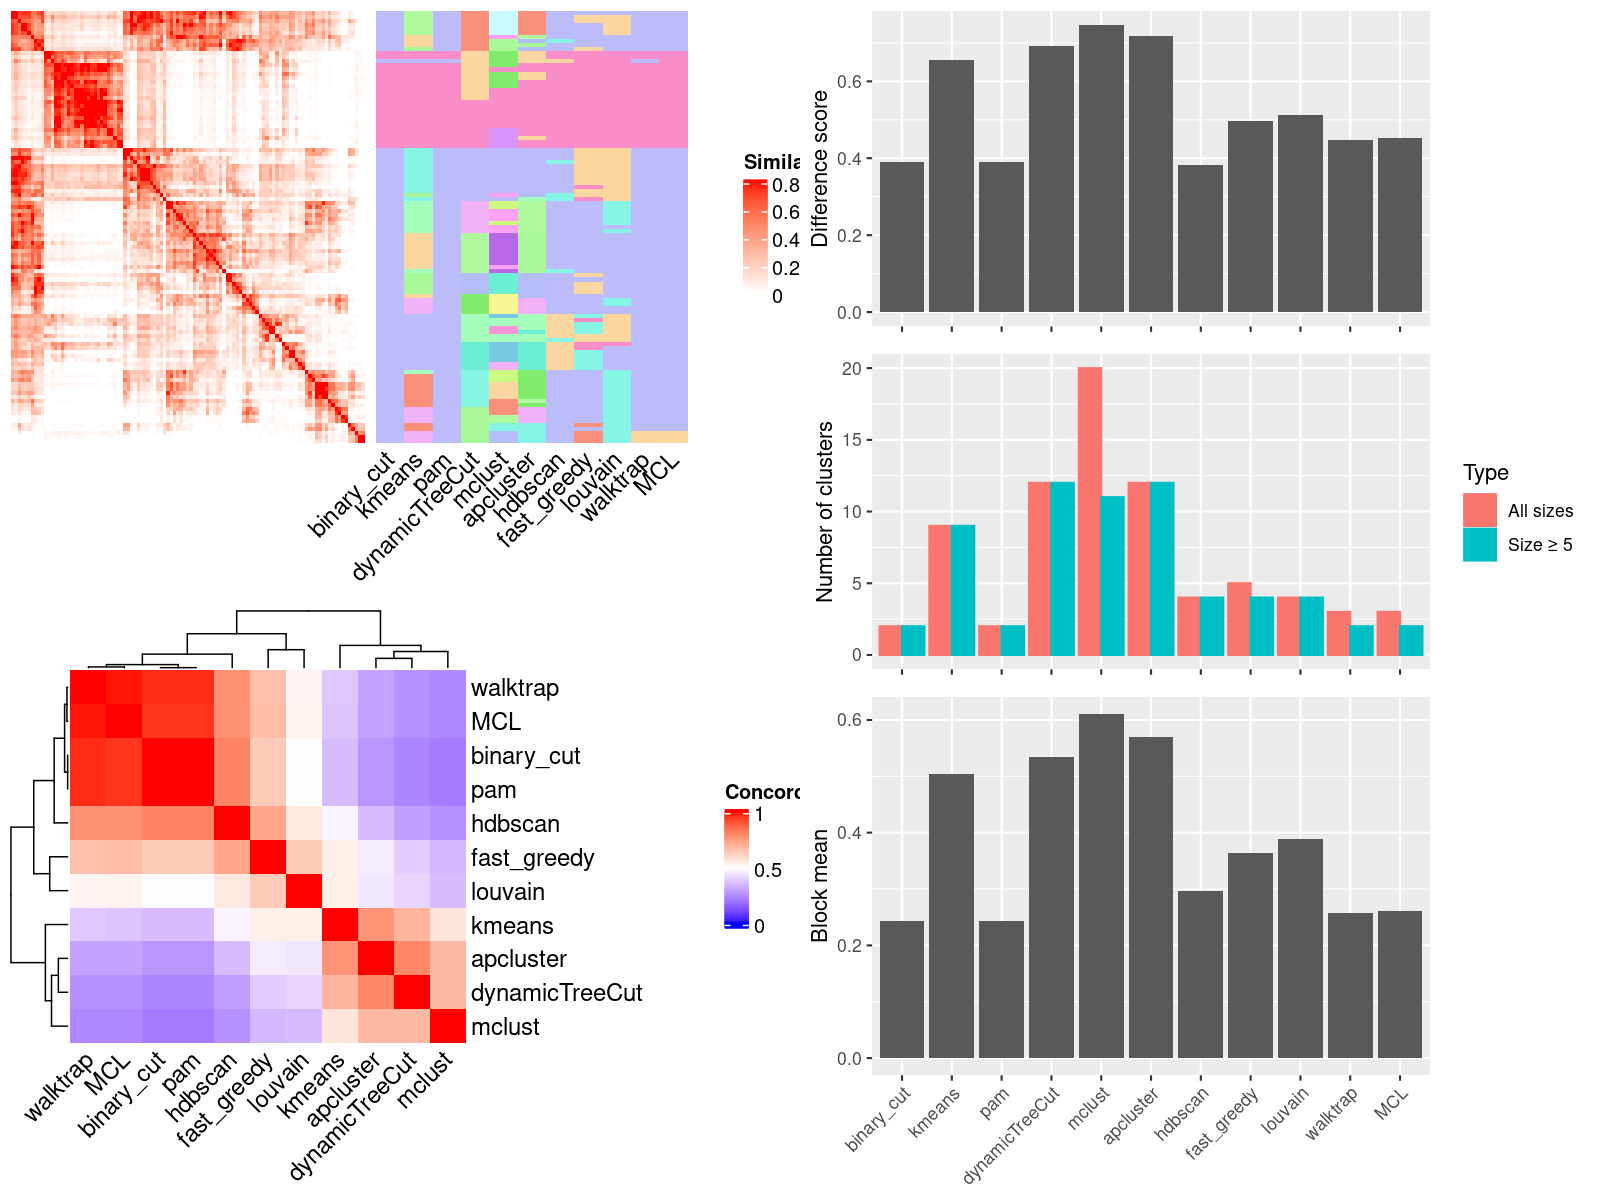 Simila
0.8
0.6
0.4
0.2
0
binary_cut
kmeans
pam
dynamicTreeCut
mclust
apcluster
hdbscan
fast_greedy
louvain
walktrap
MCL
walktrap
MCL
binary_cut
pam
hdbscan
fast_greedy
louvain
kmeans
apcluster
dynamicTreeCut
mclust
Concord
1
0.5
0
walktrap
MCL
binary_cut
pam
hdbscan
fast_greedy
louvain
kmeans
apcluster
dynamicTreeCut
mclust
Difference score
0.6
0.4
0.2
0.0
Number of clusters
20
15
10
5
0
Type
All sizes
Size ≥ 5
Block mean
0.6
0.4
0.2
0.0
binary_cut
kmeans
pam
dynamicTreeCut
mclust
apcluster
hdbscan
fast_greedy
louvain
walktrap
MCL